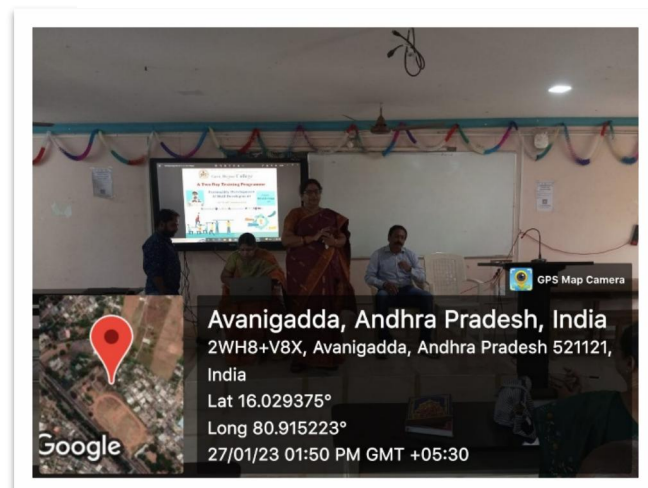 A Two Day Training Programme
GPS Map Camera
Avanigadda, Andhra Pradesh, India
2WH8+V8X, Avanigadda, Andhra Pradesh 521121,
India
Lat 16.029375°
Long 80.915223°
27/01/23 01:50 PM GMT +05:30
Google